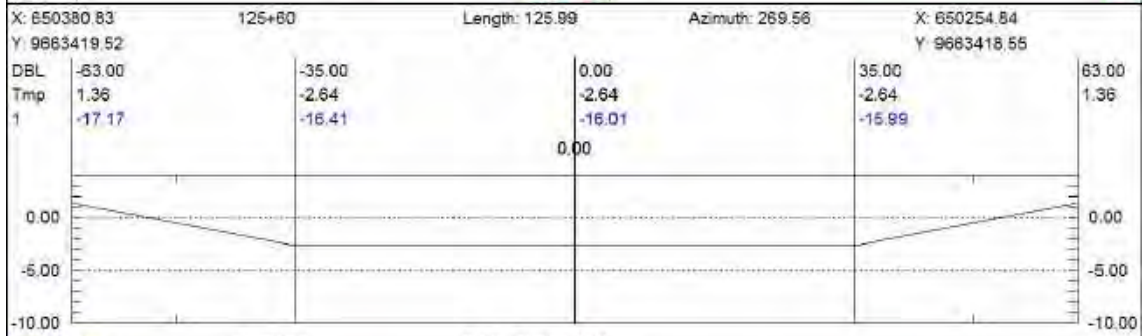 X: 650380.83 125+60 Length: 125.99 Azimuth: 269.56 X: 650254.84
Y: 9663419.52 Y: 9663418.55
DBL -63.00 -35.00 0.00 35.00 63.00
Tmp 1.36 -2.64 -2.64 -2.64 1.36
1 -17.17 -16.41 -16.01 -15.99
0.00
0.00 0.00
-5.00 -5.00
-10.00 -10.00